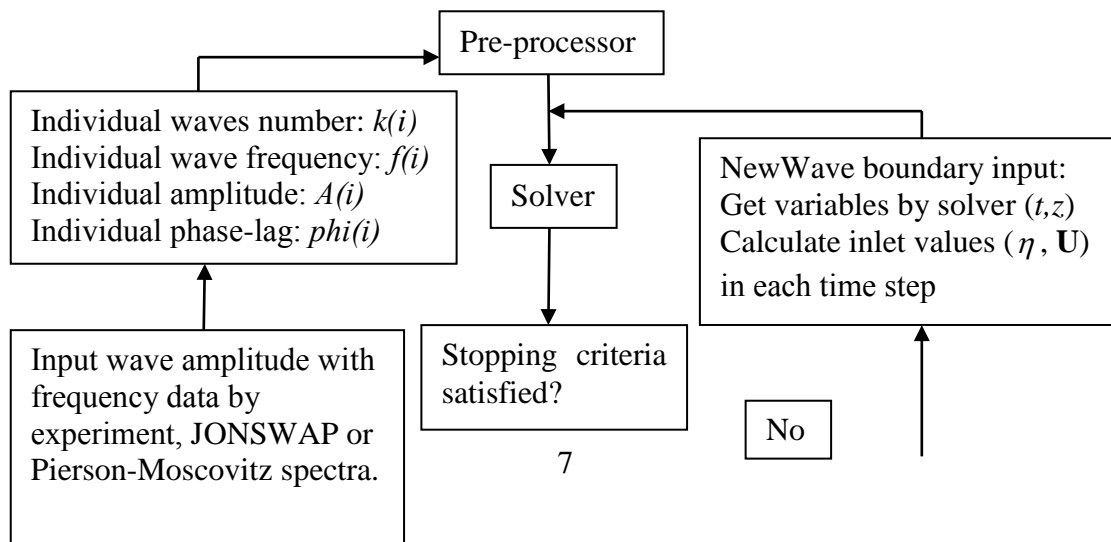 Pre-processor
Individual waves number: k(i)
Individual wave frequency: f(i)
Individual amplitude: A(i)
Individual phase-lag: phi(i)
Solver
NewWave boundary input:
Get variables by solver (t,z)
Calculate inlet values (η, U)
in each time step
Input wave amplitude with
frequency data by
experiment, JONSWAP or
Pierson-Moscovitz spectra.
Stopping criteria
satisfied?
No
7